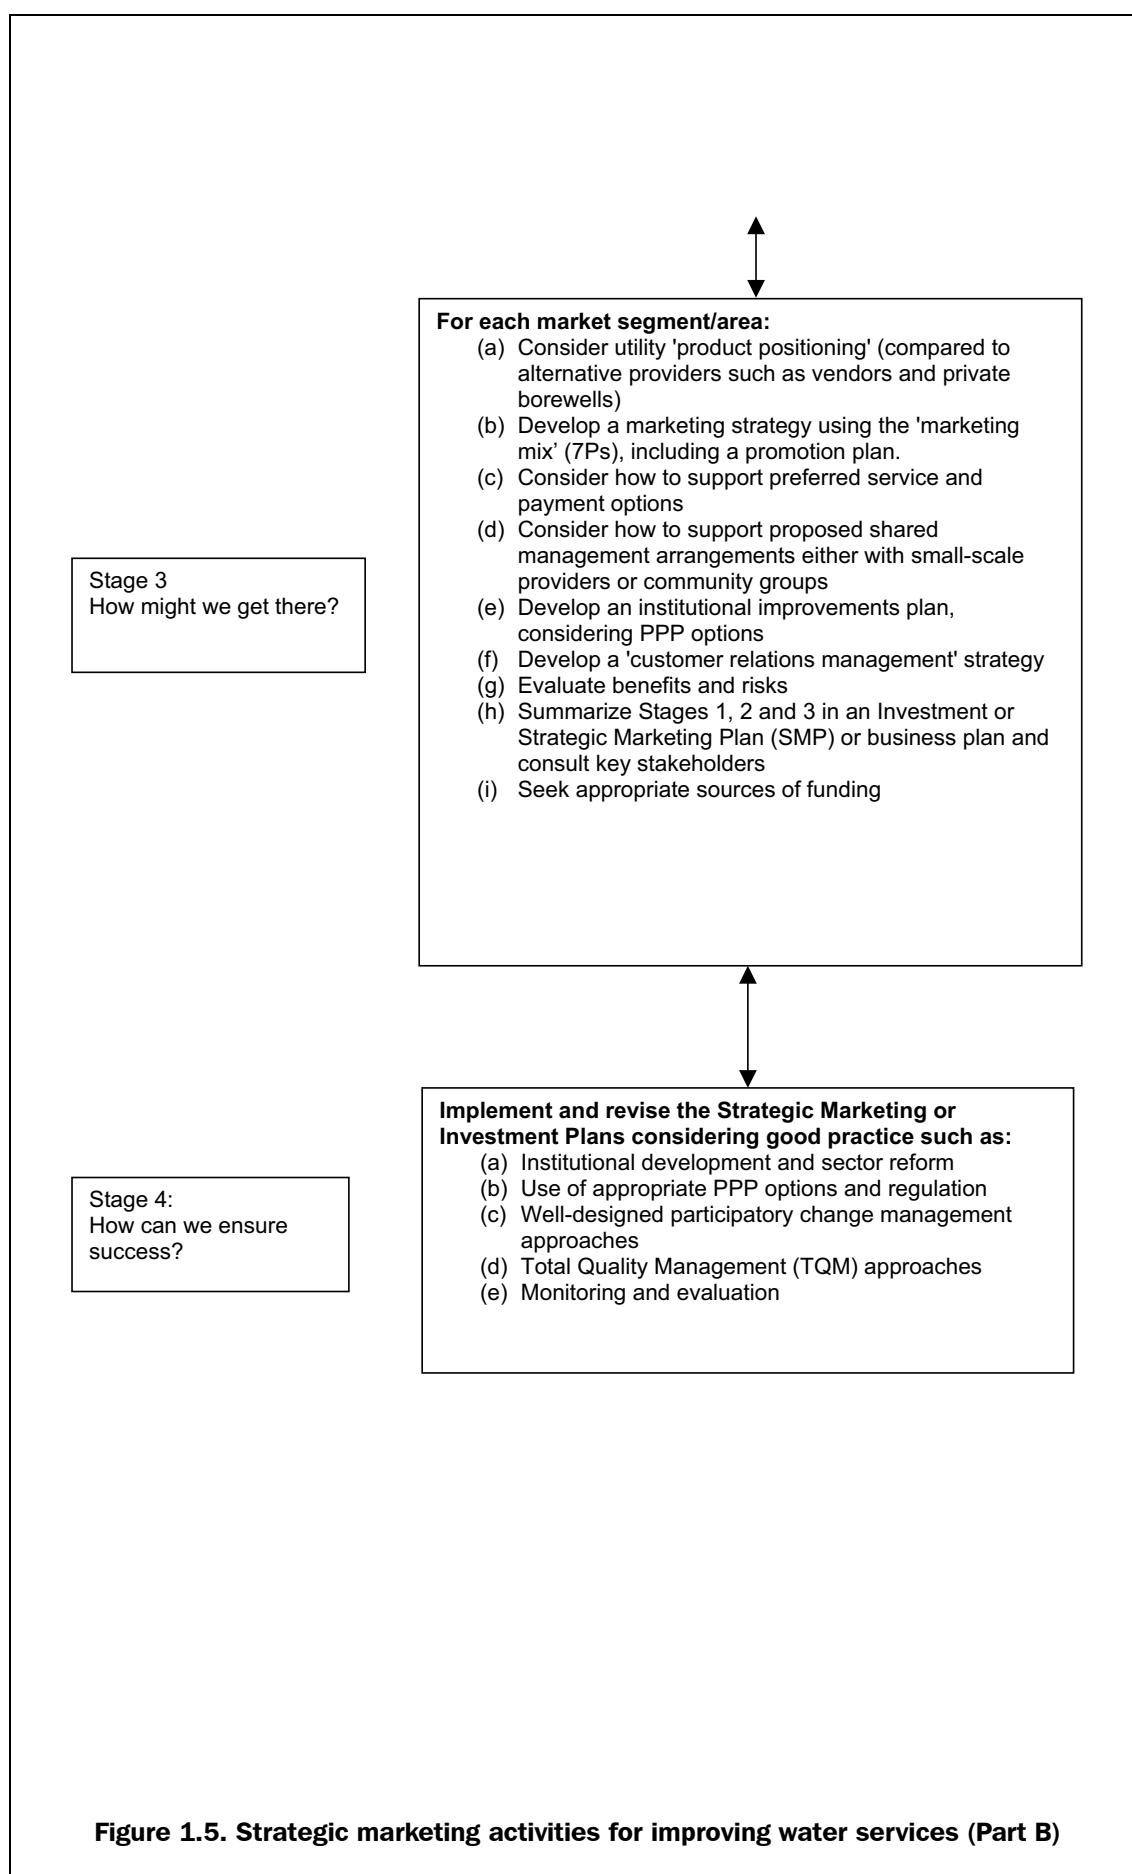 For each market segment/area:
(a) Consider utility 'product positioning' (compared to
alternative providers such as vendors and private
borewells)
(b) Develop a marketing strategy using the 'marketing
mix’ (7Ps), including a promotion plan.
(c) Consider how to support preferred service and
payment options
(d) Consider how to support proposed shared
management arrangements either with small-scale
providers or community groups
(e) Develop an institutional improvements plan,
considering PPP options
(f) Develop a 'customer relations management' strategy
(g) Evaluate benefits and risks
(h) Summarize Stages 1, 2 and 3 in an Investment or
Strategic Marketing Plan (SMP) or business plan and
consult key stakeholders
(i) Seek appropriate sources of funding
Stage 3
How might we get there?
Implement and revise the Strategic Marketing or
Investment Plans considering good practice such as:
(a) Institutional development and sector reform
(b) Use of appropriate PPP options and regulation
(c) Well-designed participatory change management
approaches
(d) Total Quality Management (TQM) approaches
(e) Monitoring and evaluation
Stage 4:
How can we ensure
success?
Figure 1.5. Strategic marketing activities for improving water services (Part B)